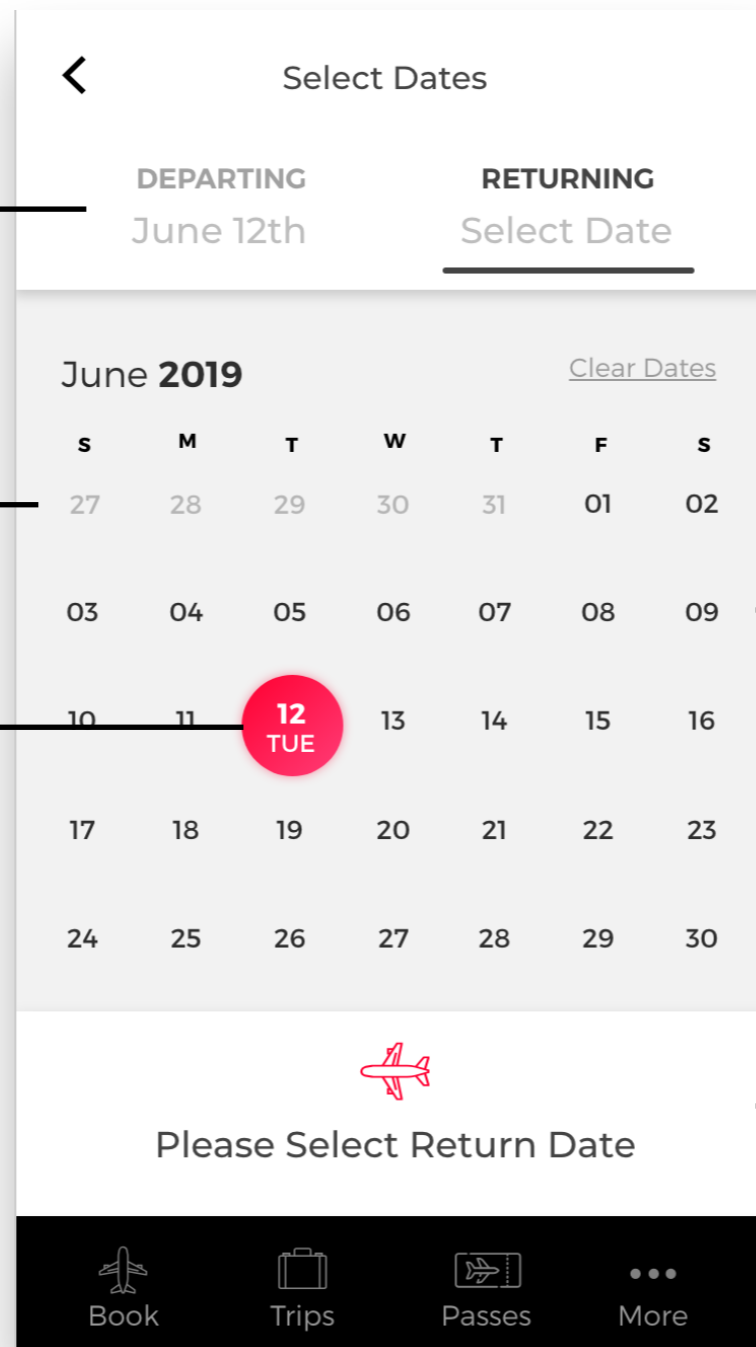 Select Dates
DEPARTING RETURNING
June 12th Select Date
June 2019 Clear Dates
S M T W T F S
27 28 29 30 31 01 02
03 04 05 06 07 08 09
10 11 12 13 14 15 16
TUE
17 18 19 20 21 22 23
24 25 26 27 28 29 30
Please Select Return Date
Book Trips Passes More